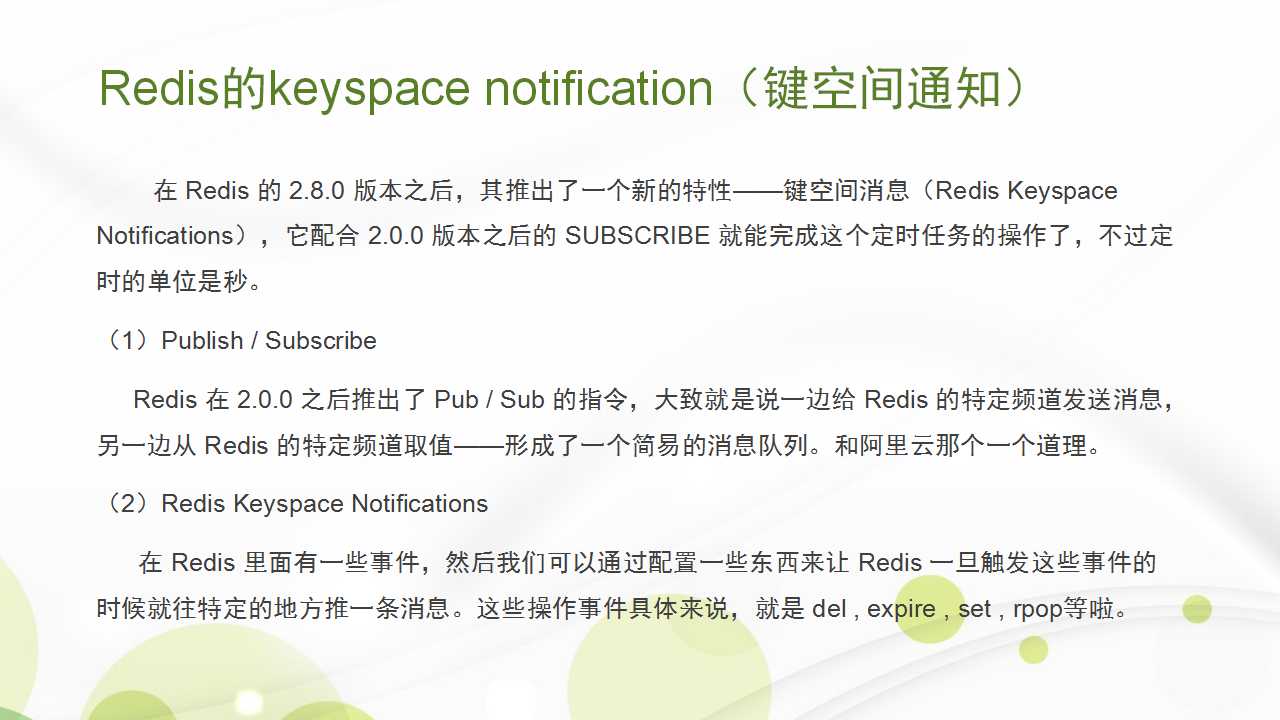 Redis的keyspace notification（键空间通知）
在 Redis 的 2.8.0 版本之后，其推出了一个新的特性——键空间消息（Redis Keyspace
Notifications），它配合 2.0.0 版本之后的 SUBSCRIBE 就能完成这个定时任务的操作了，不过定
时的单位是秒。
（1）Publish / Subscribe
Redis 在 2.0.0 之后推出了 Pub / Sub 的指令，大致就是说一边给 Redis 的特定频道发送消息，
另一边从 Redis 的特定频道取值——形成了一个简易的消息队列。和阿里云那个一个道理。
（2）Redis Keyspace Notifications
在 Redis 里面有一些事件，然后我们可以通过配置一些东西来让 Redis 一旦触发这些事件的
时候就往特定的地方推一条消息。这些操作事件具体来说，就是 del , expire , set , rpop等啦。